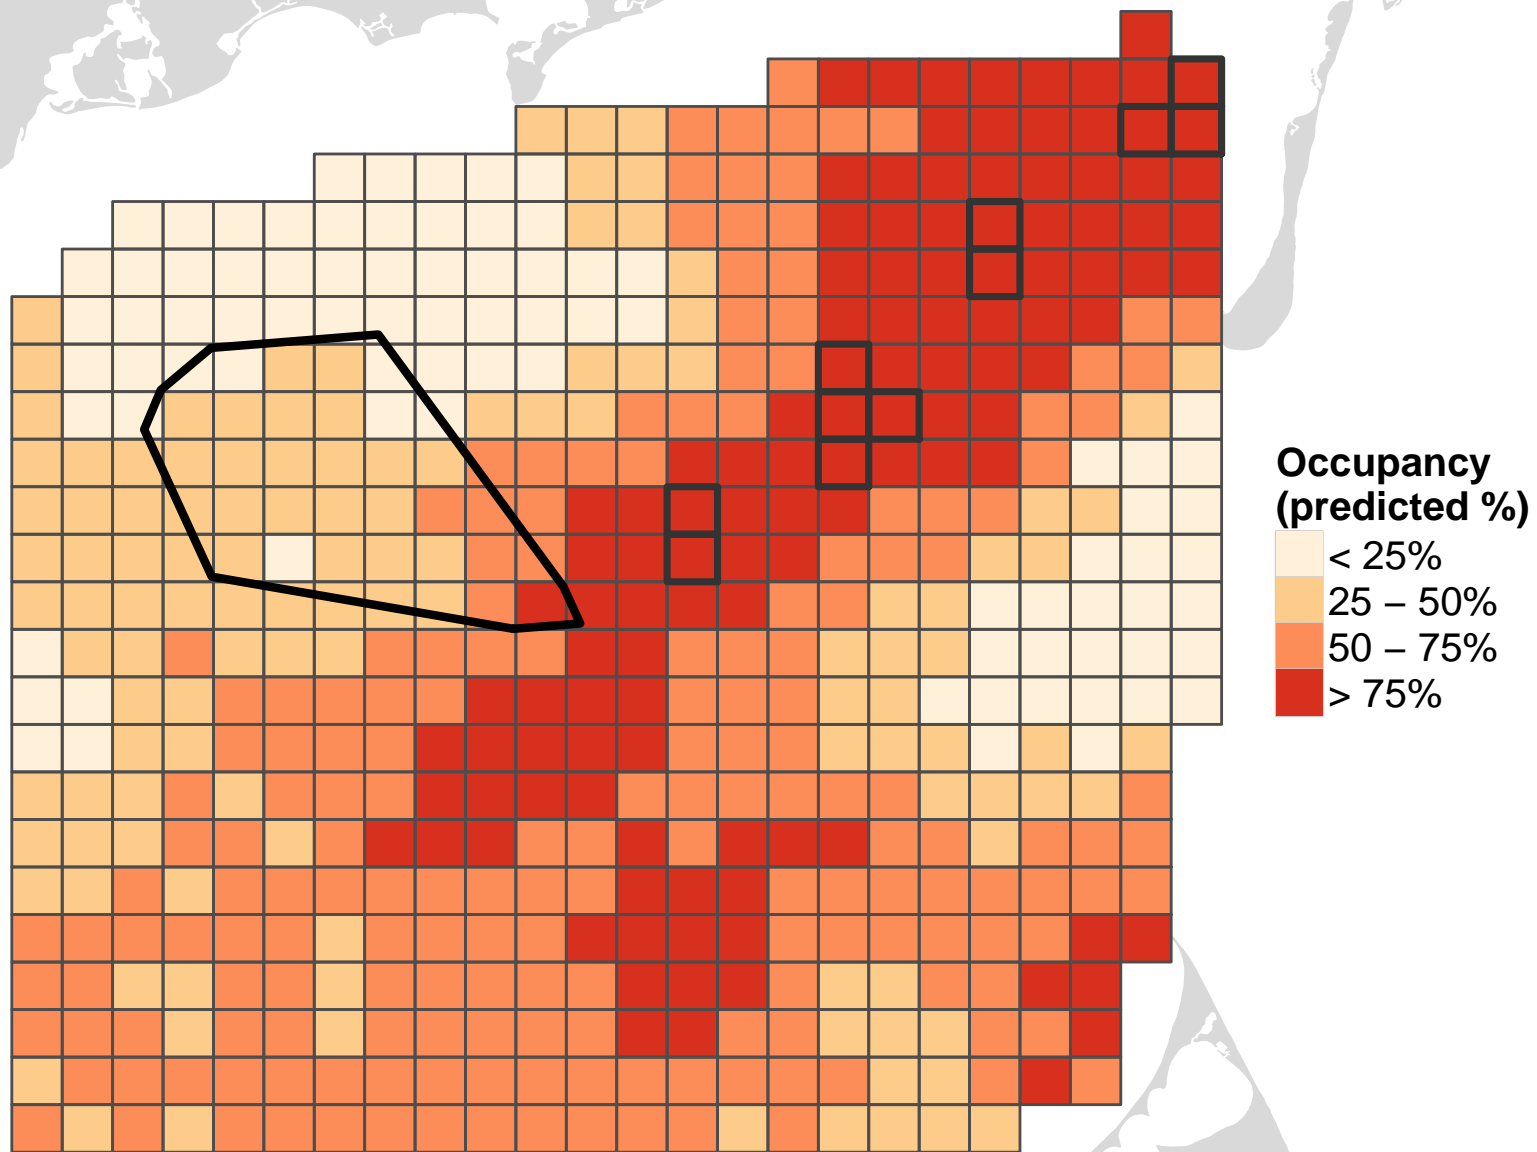 Occupancy
(predicted %)
< 25%
25 – 50%
50 – 75%
> 75%